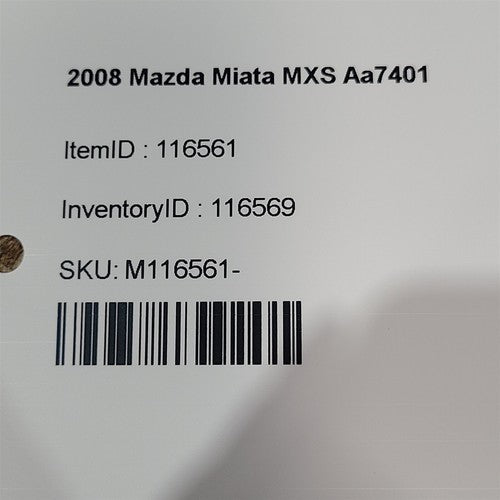 2008 Mazda Miata MXS Aa7401
ItemID : 116561
InventoryID : 116569
SKU: M116561-